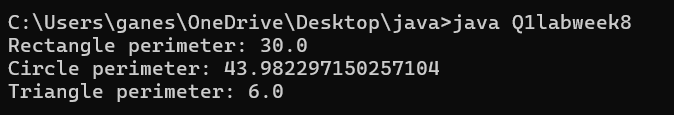 C:\Users\ganes\OneDrive\Desktop\java>java Q1labweek8
Rectangle perimeter: 30.0
Circle perimeter: 43.982297150257104
Triangle perimeter: 6.0